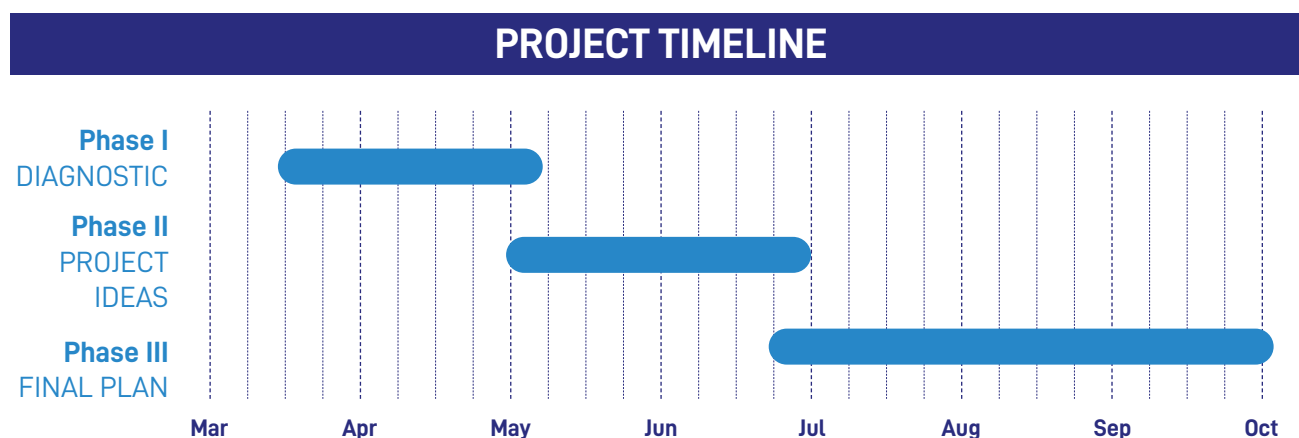 PROJECT TIMELINE
Phase I
DIAGNOSTIC
Phase II
PROJECT
IDEAS
Phase III
FINAL PLAN
Mar Apr May Jun Jul Aug Sep Oct